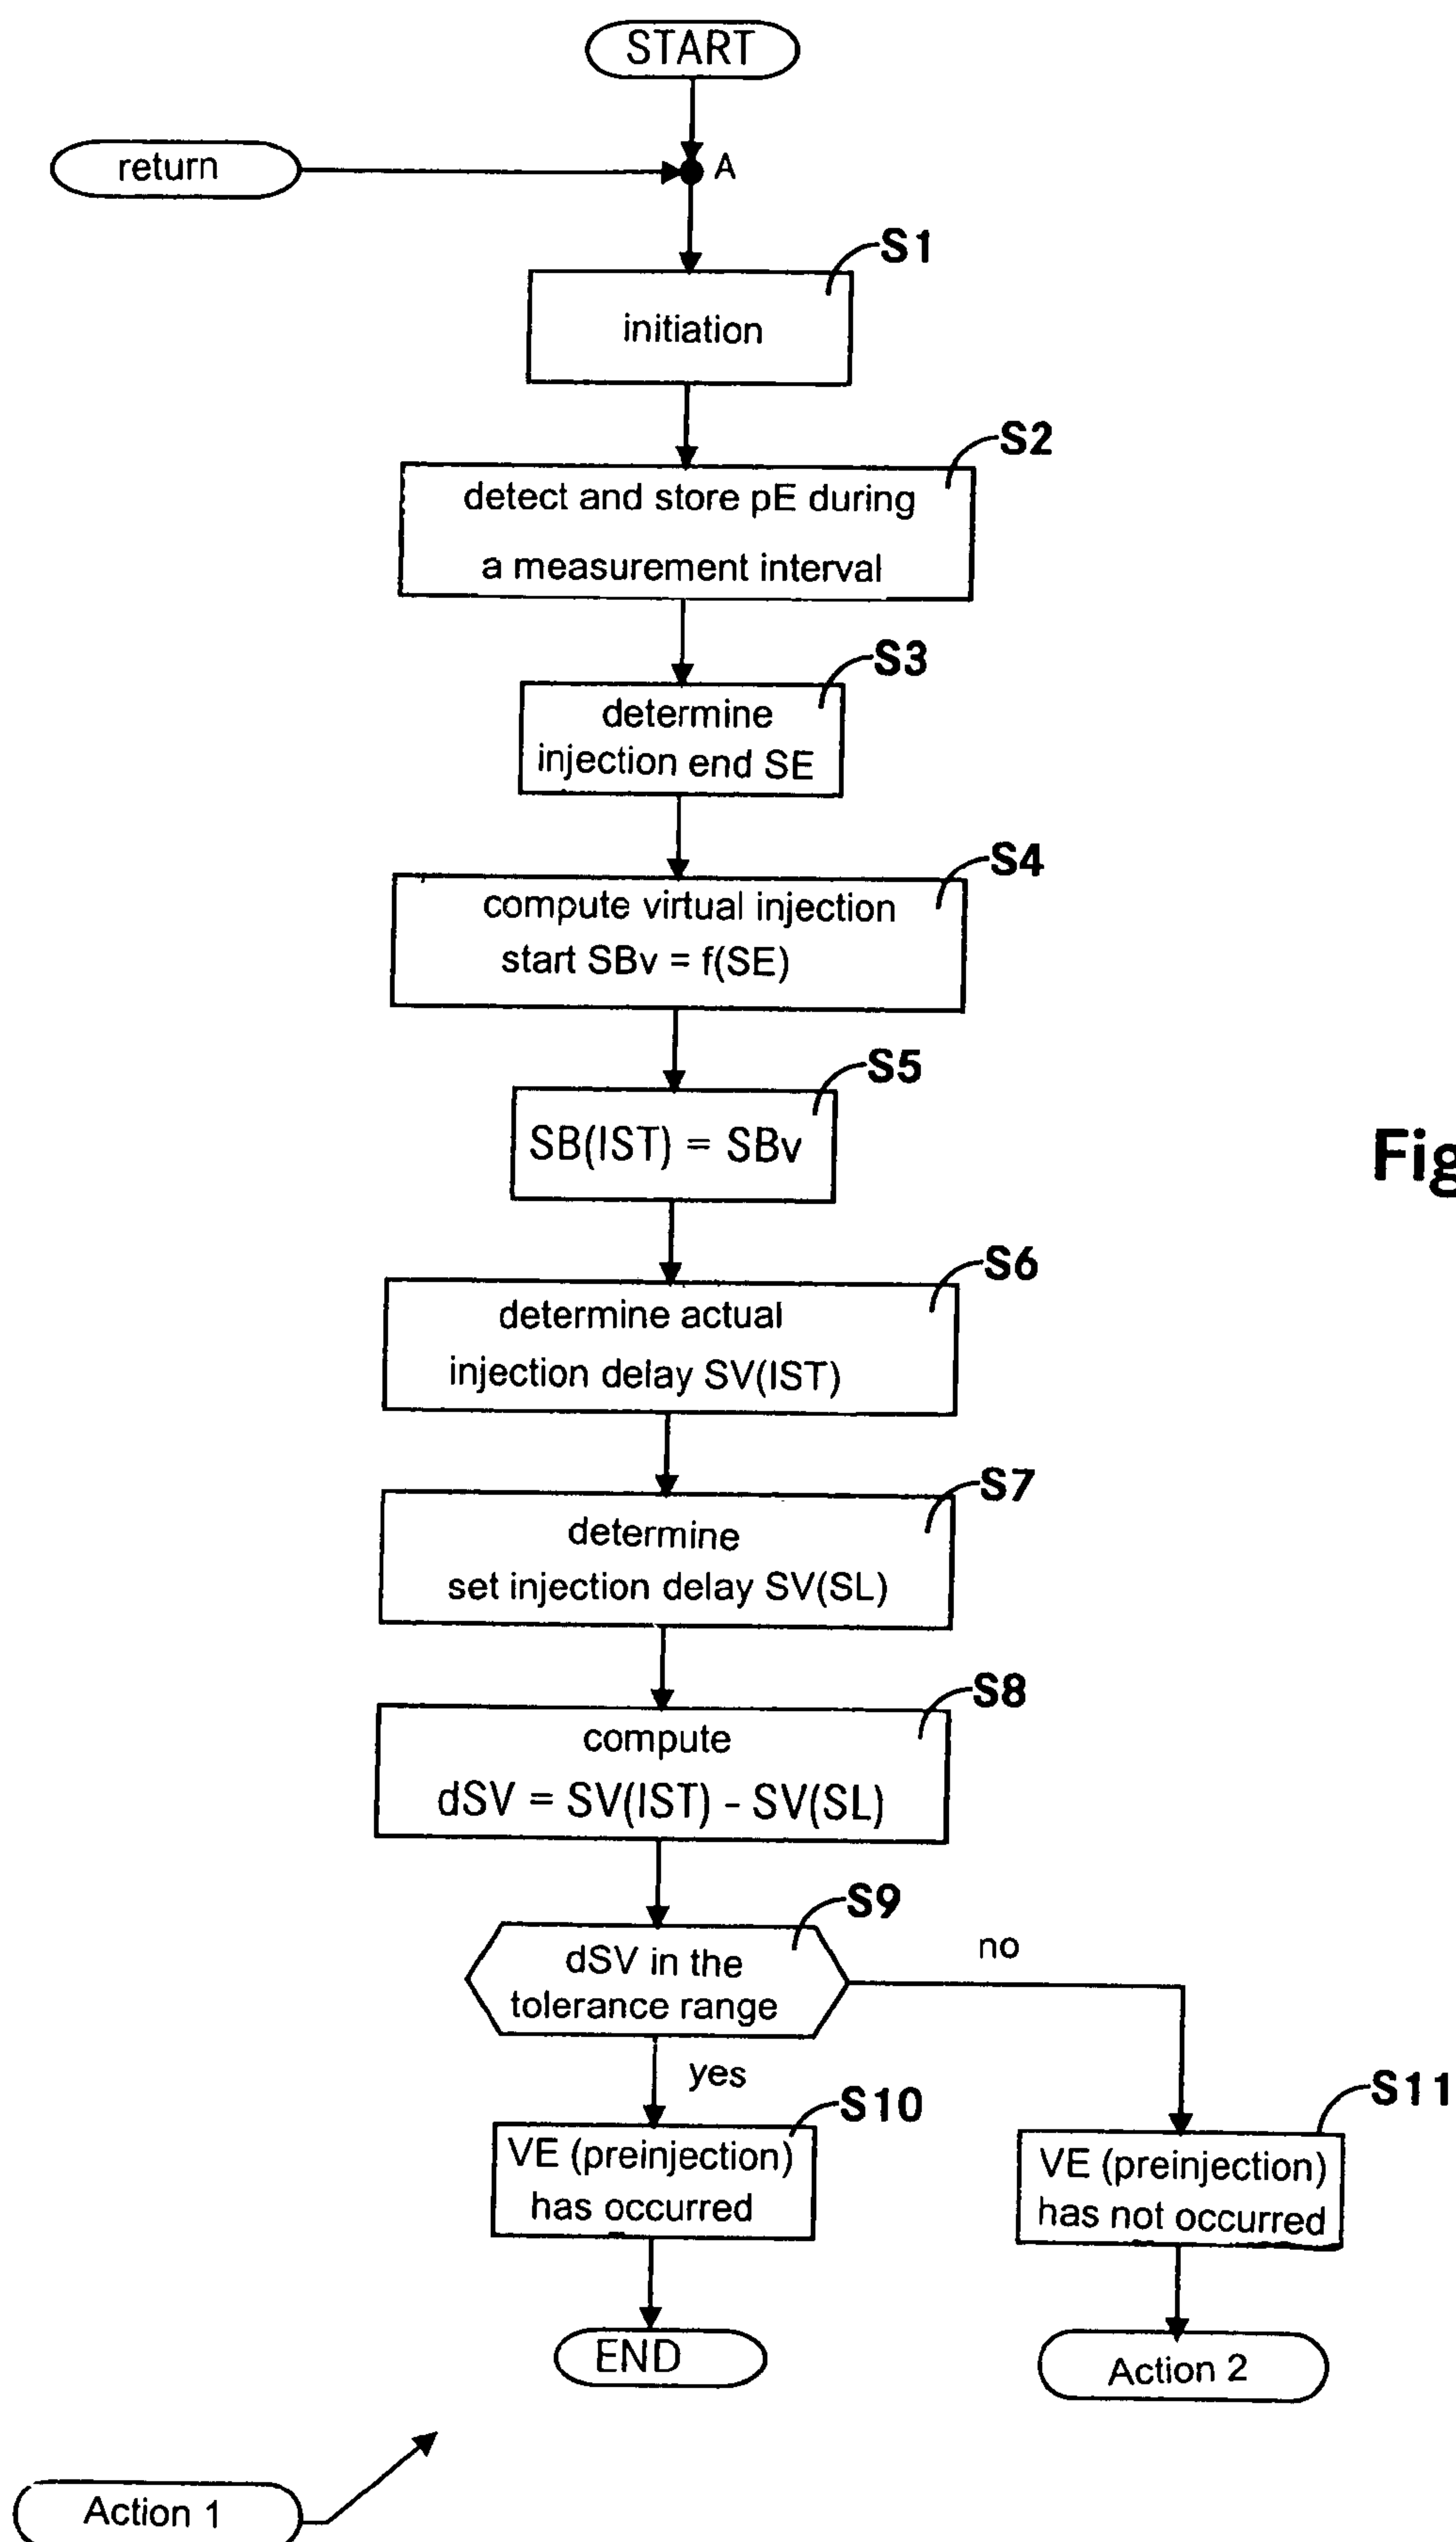 START
return
A
S1
initiation
S2
detect and store pE during
a measurement interval
S3
determine
injection end SE
S4
compute virtual injection
start SBv = f(SE)
S5
SB(IST) = SBv
S6
determine actual
injection delay SV(IST)
S7
determine
set injection delay SV(SL)
S8
compute
dSV = SV(IST) - SV(SL)
S9
dSV in the
tolerance range
no
yes
S10
VE (preinjection)
has occurred
S11
VE (preinjection)
has not occurred
END
Action 2
Action 1
Fig